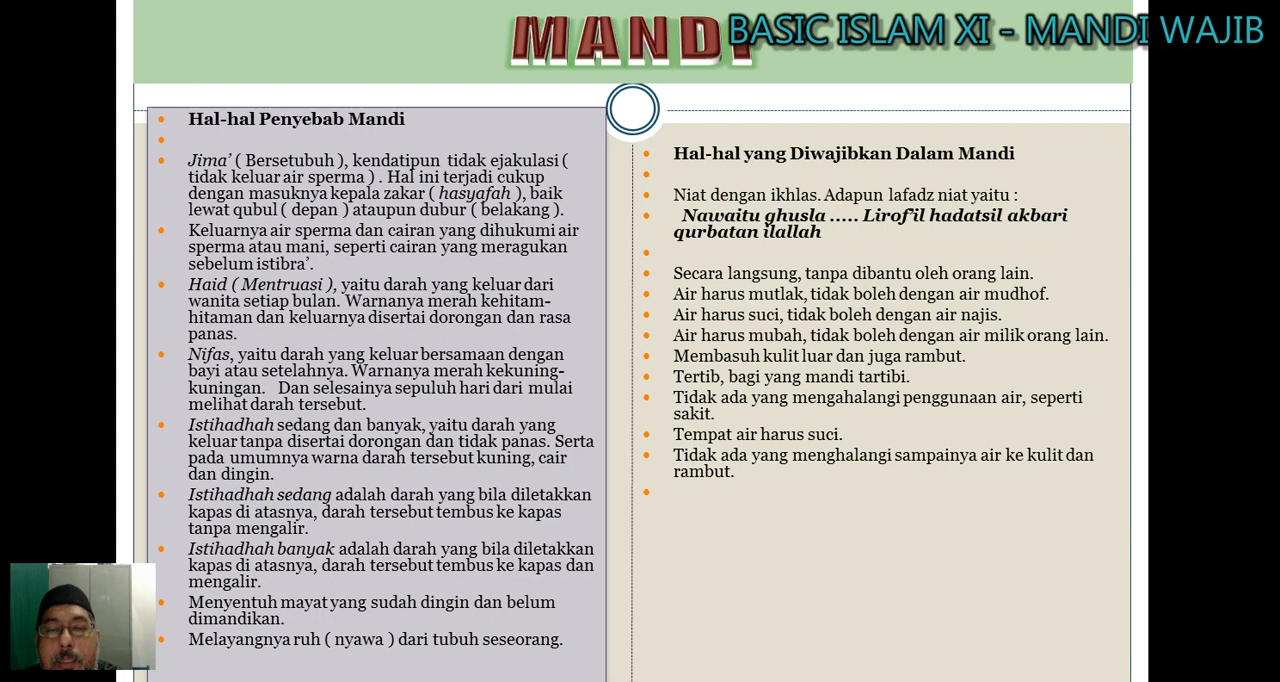 MANDI
BASIC ISLAM XI - MANDI WAJIB
Hal-hal Penyebab Mandi
Jima’ ( Bersetubuh ), kendatipun tidak ejakulasi (
tidak keluar air sperma ) . Hal ini terjadi cukup
dengan masuknya kepala zakar ( hasyafah ), baik
lewat qubul ( depan ) ataupun dubur ( belakang ).
Keluarnya air sperma dan cairan yang dihukumi air
sperma atau mani, seperti cairan yang meragukan
sebelum istibra’.
Haid ( Mentruasi ), yaitu darah yang keluar dari
wanita setiap bulan. Warnanya merah kehitam-
hitaman dan keluarnya disertai dorongan dan rasa
panas.
Nifas, yaitu darah yang keluar bersamaan dengan
bayi atau setelahnya. Warnanya merah kekuning-
kuningan. Dan selesainya sepuluh hari dari mulai
melihat darah tersebut.
Istihadhah sedang dan banyak, yaitu darah yang
keluar tanpa disertai dorongan dan tidak panas. Serta
pada umumnya warna darah tersebut kuning, cair
dan dingin.
Istihadhah sedang adalah darah yang bila diletakkan
kapas di atasnya, darah tersebut tembus ke kapas
tanpa mengalir.
Istihadhah banyak adalah darah yang bila diletakkan
kapas di atasnya, darah tersebut tembus ke kapas dan
mengalir.
Menyentuh mayat yang sudah dingin dan belum
dimandikan.
Melayangnya ruh ( nyawa ) dari tubuh seseorang.
Hal-hal yang Diwajibkan Dalam Mandi
Niat dengan ikhlas. Adapun lafadz niat yaitu :
Nawaitu ghusla ..... Lirof’il hadatsil akbari
qurbatan ilallah
Secara langsung, tanpa dibantu oleh orang lain.
Air harus mutlak, tidak boleh dengan air mudhof.
Air harus suci, tidak boleh dengan air najis.
Air harus mubah, tidak boleh dengan air milik orang lain.
Membasuh kulit luar dan juga rambut.
Tertib, bagi yang mandi tartibi.
Tidak ada yang mengahalangi penggunaan air, seperti
sakit.
Tempat air harus suci.
Tidak ada yang menghalangi sampainya air ke kulit dan
rambut.